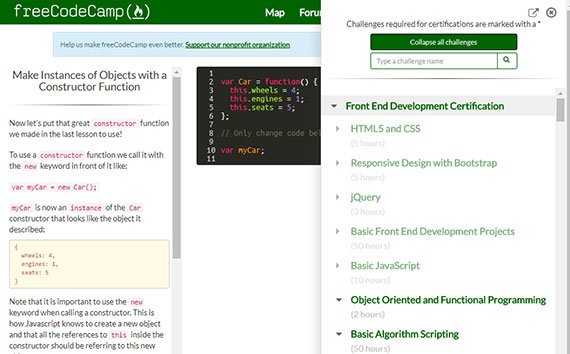 freeCodeCamp
Map
Help us make freeCodeCamp even better. Support our nonprofit organization.
Make Instances of Objects with a
Constructor Function
Now let's put that great constructor function
we made in the last lesson to use!
To use a constructor function we call it with
the new keyword in front of it like:
var myCar = new Car();
myCar is now an instance of the Car
constructor that looks like the object it
described:
{
wheels: 4,
engines: 1,
seats: 5
}
Note that it is important to use the new
keyword when calling a constructor. This is
how Javascript knows to create a new object
and that all the references to this inside the
constructor should be referring to this new
1
2 var Car = function() {
3 this.wheels = 4;
4 this.engines = 1;
5 this.seats = 5;
6 };
7
8 // Only change code bel
9
10 var myCar;
11
Challenges required for certifications are marked with a *
Collapse all challenges
Type a challenge name
Front End Development Certification
HTML5 and CSS
(5 hours)
Responsive Design with Bootstrap
(5 hours)
jQuery
(3 hours)
Basic Front End Development Projects
(50 hours)
Basic JavaScript
(10 hours)
Object Oriented and Functional Programming
(2 hours)
Basic Algorithm Scripting
(50 hours)